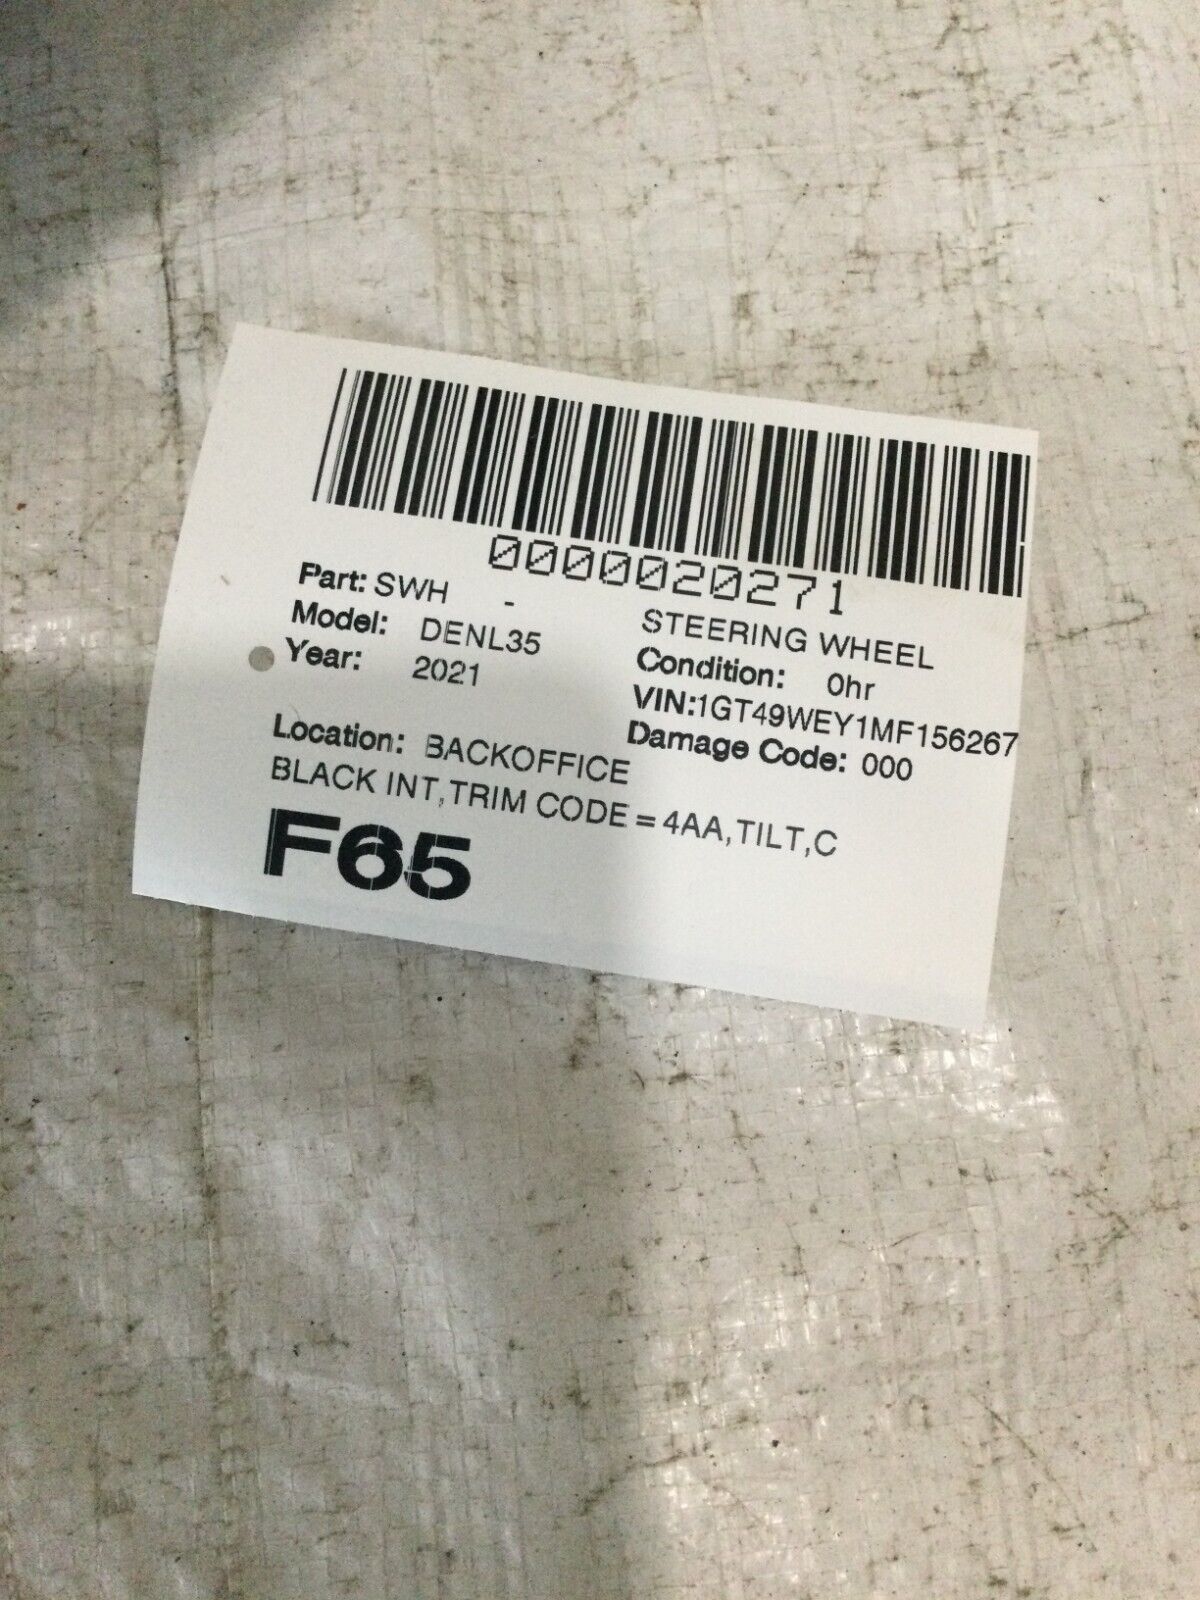 0000020271
Part: SWH - STEERING WHEEL
Model: DENL35 Condition: 0hr
Year: 2021 VIN:1GT49WEY1MF156267
Damage Code: 000
Location: BACKOFFICE
BLACK INT,TRIM CODE = 4AA,TILT,C
F65